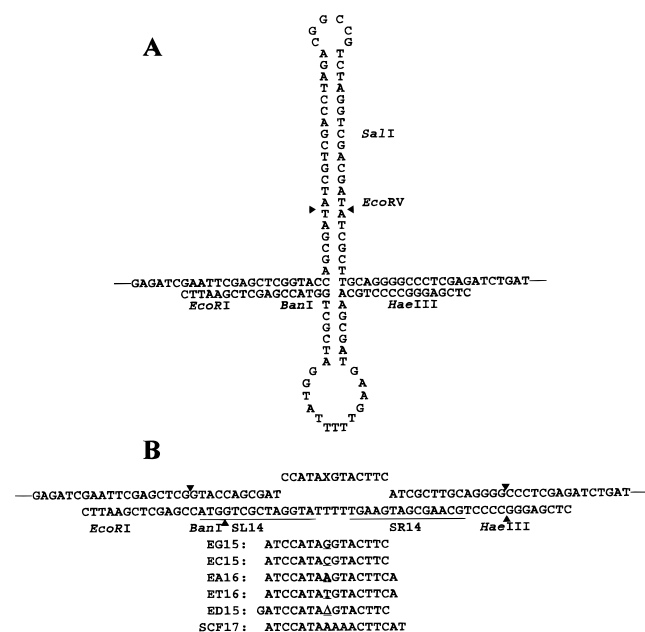 A
G C
G C
C G
A T
G C
A T
T A
C G
C G
A T
G C SalI
C G
T A
G C
C G
T A
A T EcoRV
T A
A T
G C
C G
G C
A T
GAGATCGAATTCGAGCTCGGTACC TGCAGGGGCCCTCGAGATCTGAT
CTTAAGCTCGAGCCATGG ACGTCCCCGGGAGCTC
EcoRI BanI HaeIII
T A
C G
G C
C G
T A
A T
G G
G A
T A
A G
T T
TTT
B
CCATAXGTACTTC
GAGATCGAATTCGAGCTCGGTACCAGCGAT ATCGCTTGCAGGGGCCCTCGAGATCTGAT
CTTAAGCTCGAGCCATGGTCGCTAGGTATTTTTGAAGTAGCGAACGTCCCCGGGAGCTC
EcoRI BanI SL14 SR14 HaeIII
EG15: ATCCATAGGTACTTC
EC15: ATCCATACGTACTTC
EA16: ATCCATAAGTACTTCA
ET16: ATCCATATGTACTTCA
ED15: GATCCATAΔGTACTTC
SCF17: ATCCATAAAAACTTCAT